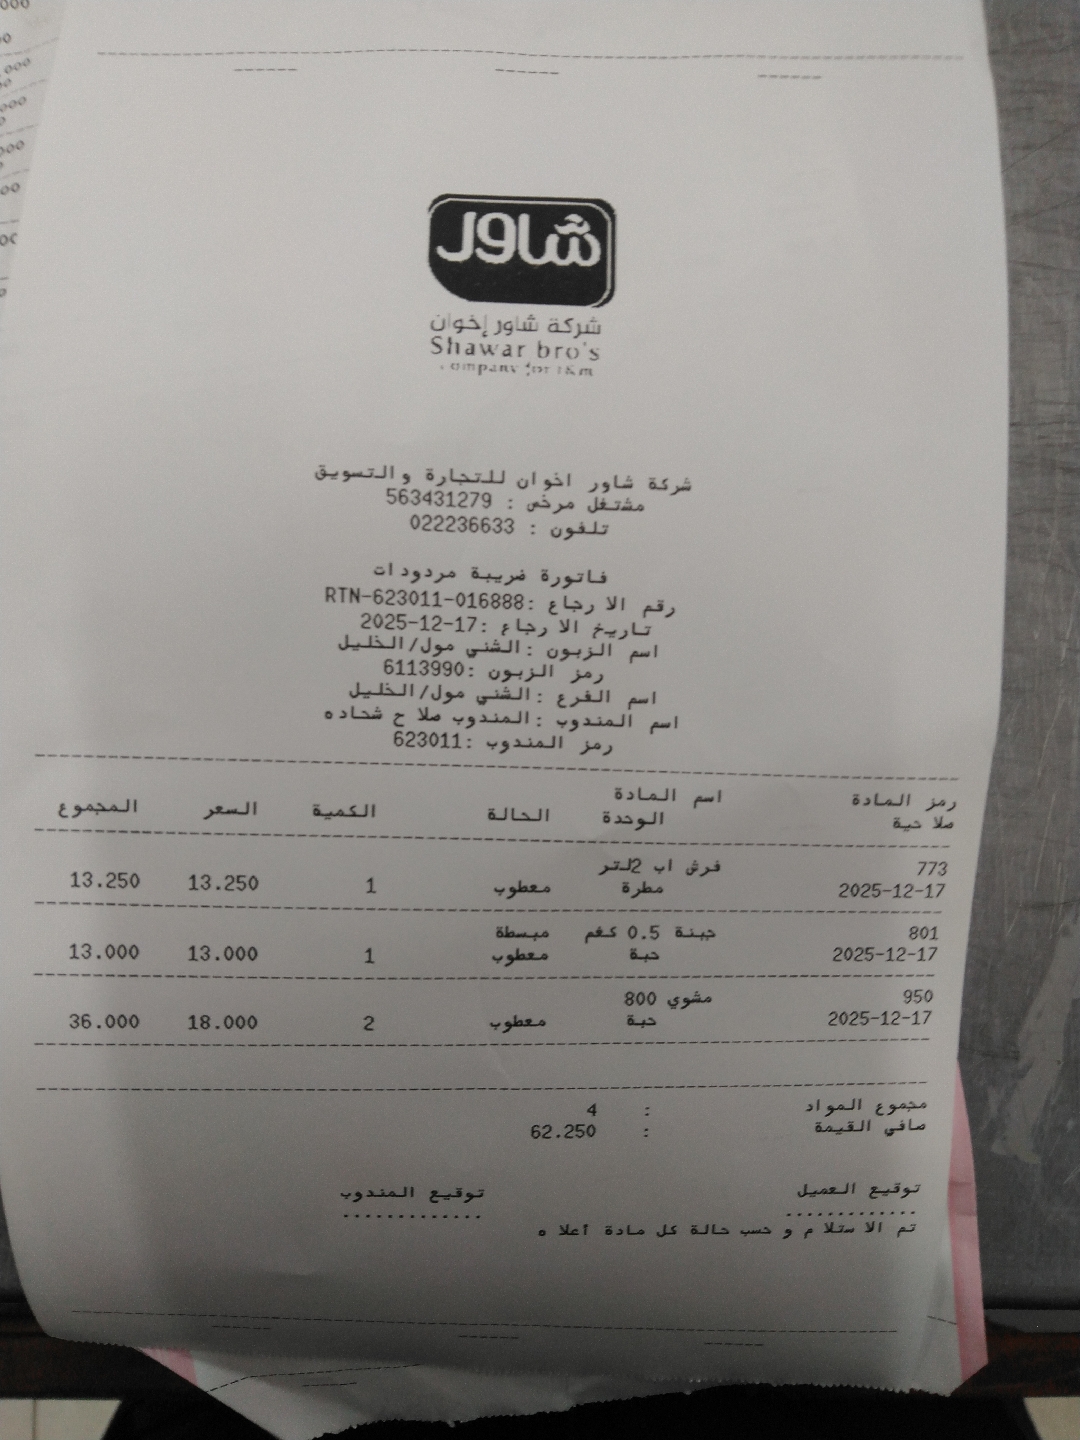 شاور
شركة شاور إخوان
Shawar bro's
شركة شاور اخوان للتجارة والتسويق
مشتغل مرخص : 563431279
تلفون : 022236633
فاتورة ضريبة مردودات
رقم الارجاع :RTN-623011-016888
تاريخ الارجاع :2025-12-17
اسم الزبون :الشني مول/الخليل
رمز الزبون :6113990
اسم الفرع :الشني مول/الخليل
اسم المندوب :المندوب صلاح شحاده
رمز المندوب :623011
رمز المادة اسم المادة
صلاحية الوحدة الحالة الكمية السعر المجموع
773 فرش اب 2لتر
2025-12-17 مطرة معطوب 1 13.250 13.250
801 جبنة 0.5 كغم مبسطة
2025-12-17 حبة معطوب 1 13.000 13.000
950 مشوي 800
2025-12-17 حبة معطوب 2 18.000 36.000
مجموع المواد : 4
صافي القيمة : 62.250
توقيع العميل توقيع المندوب
............. .............
تم الاستلام و حسب حالة كل مادة أعلاه